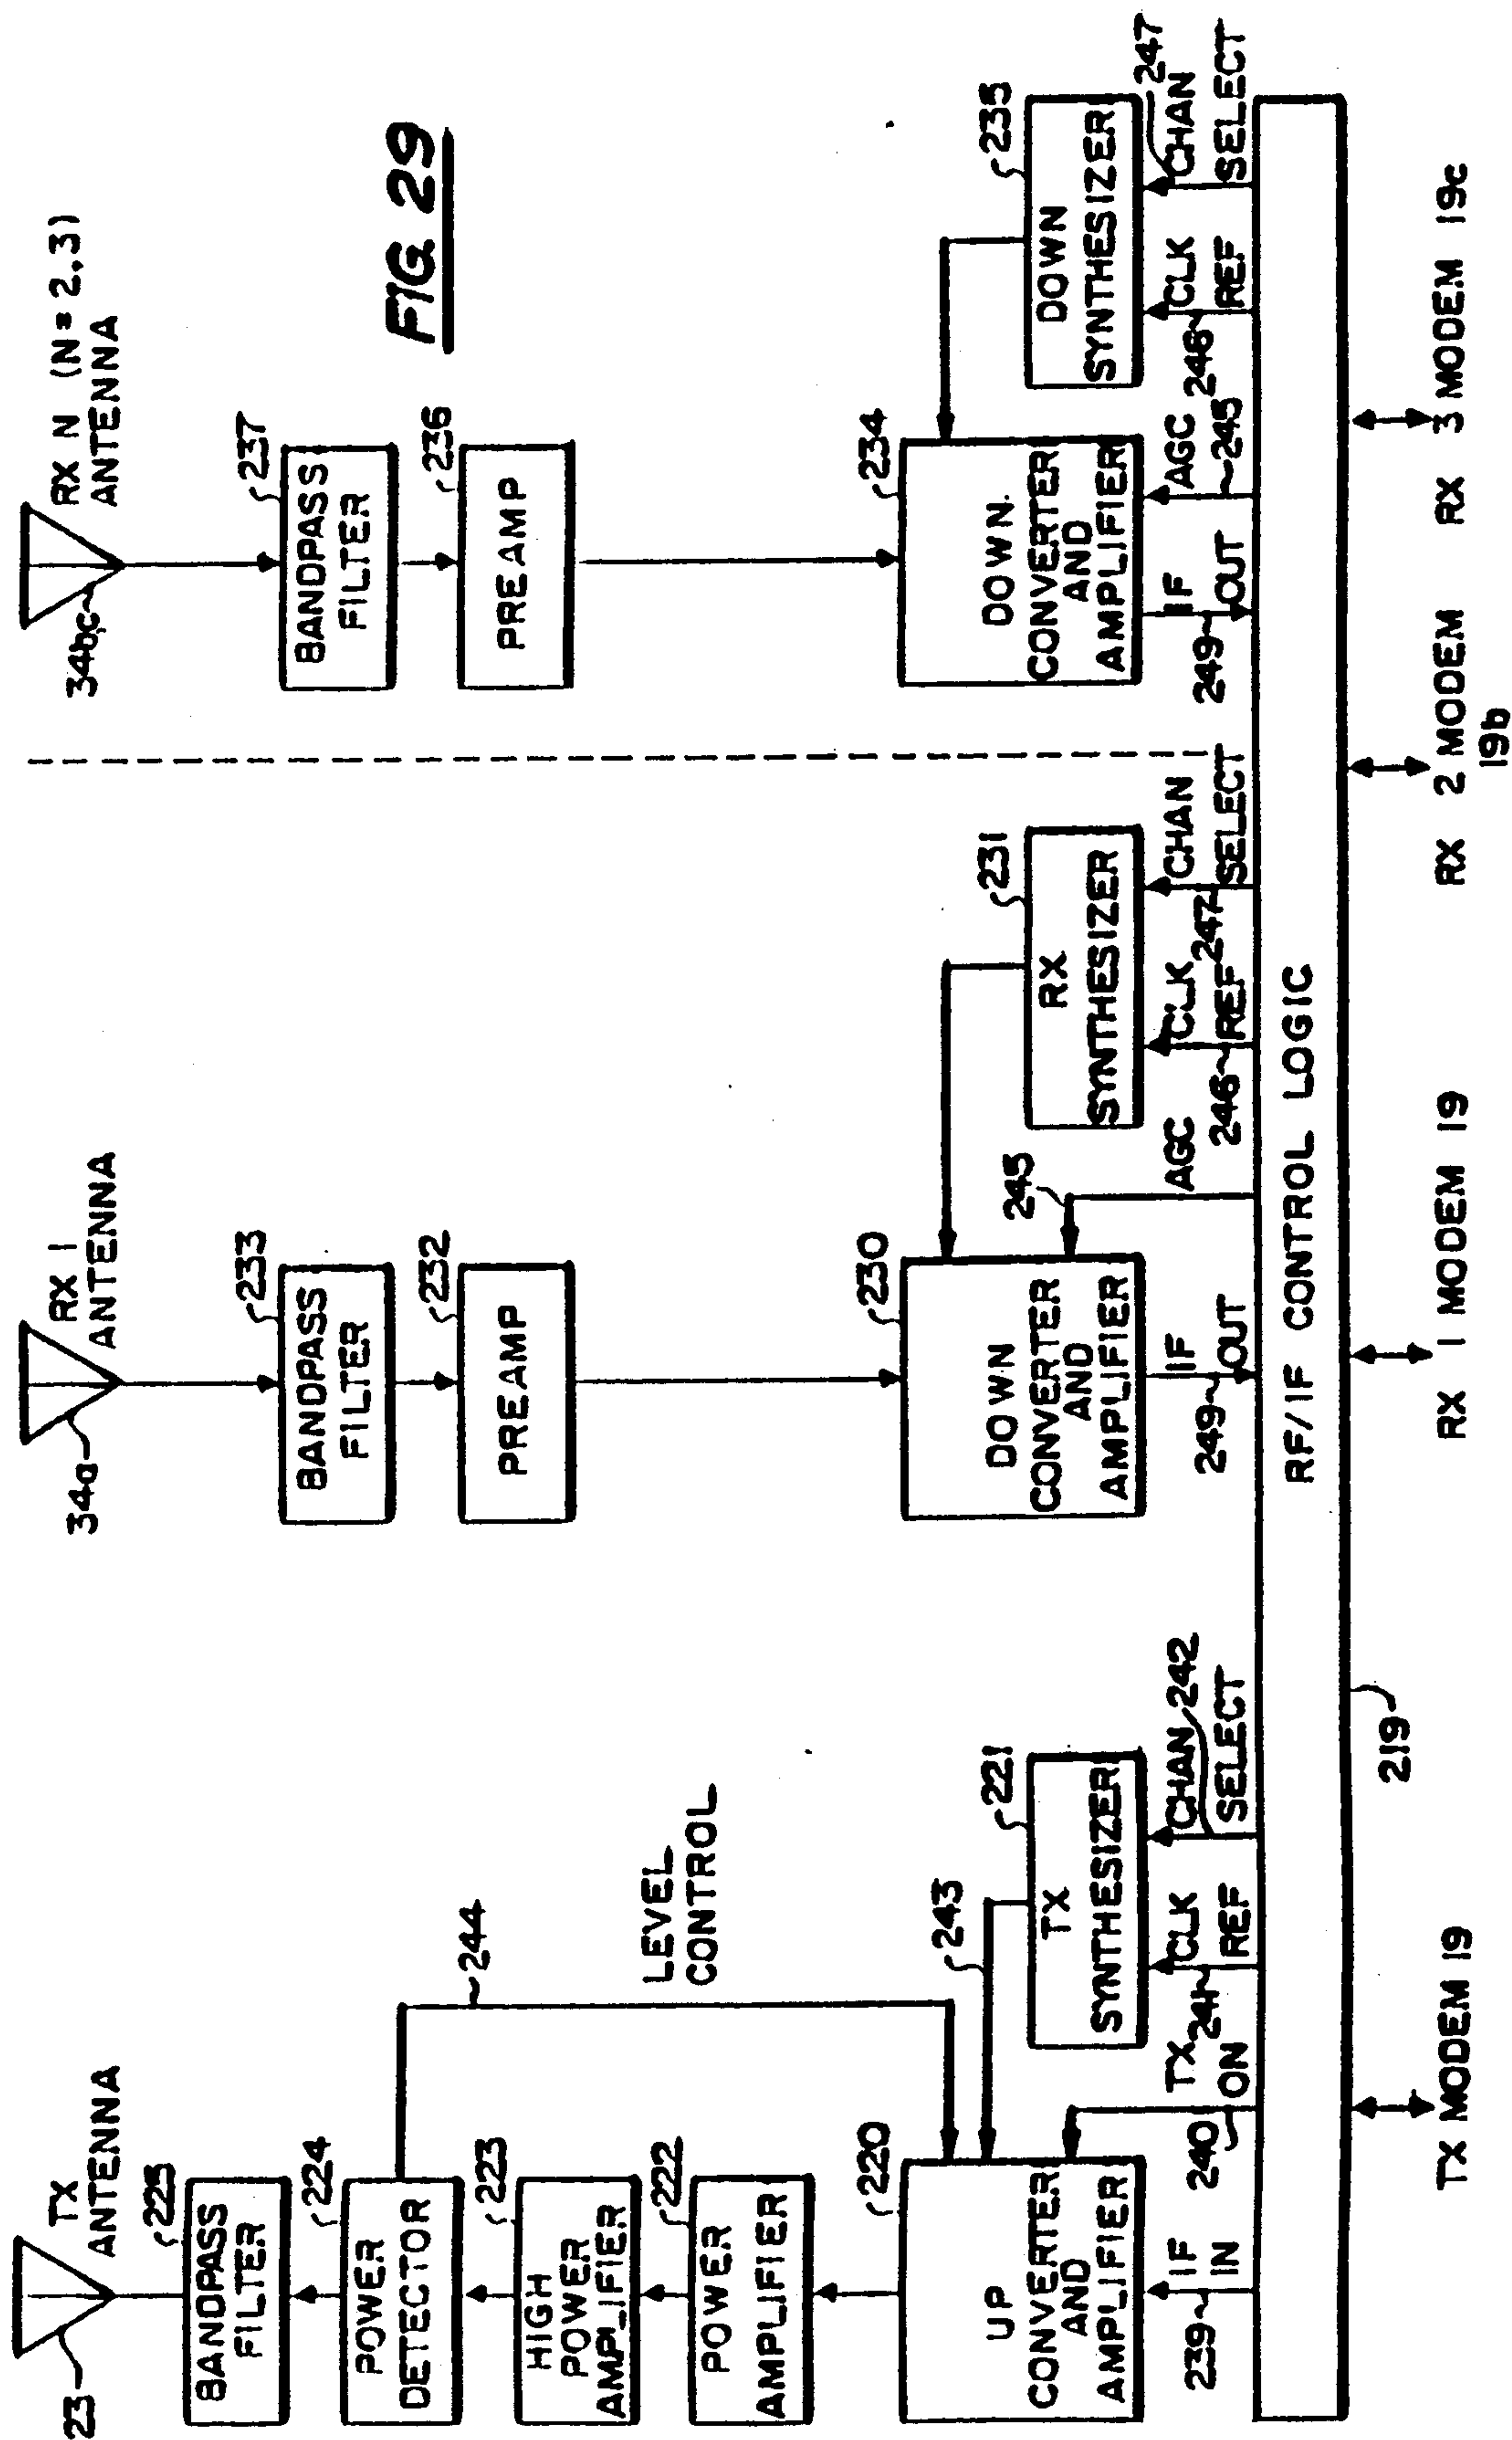 FIG. 29
23
TX
ANTENNA
225
BANDPASS
FILTER
224
POWER
DETECTOR
244
223
HIGH
POWER
AMPLIFIER
222
POWER
AMPLIFIER
LEVEL
CONTROL
220
UP
CONVERTER
AND
AMPLIFIER
243
221
TX
SYNTHESIZER
239
IF
IN
240
TX
ON
241
CLK
REF
CHAN 242
SELECT
34a
RX 1
ANTENNA
233
BANDPASS
FILTER
232
PREAMP
230
DOWN
CONVERTER
AND
AMPLIFIER
245
231
RX
SYNTHESIZER
249
IF
OUT
AGC
246
CLK
REF
247
CHAN
SELECT
34bc
RX N (N=2,3)
ANTENNA
237
BANDPASS
FILTER
236
PREAMP
234
DOWN
CONVERTER
AND
AMPLIFIER
235
DOWN
SYNTHESIZER
249
IF
OUT
AGC
245
246
CLK
REF
247
CHAN
SELECT
RF/IF CONTROL LOGIC
219
TX MODEM 19
RX 1 MODEM 19
RX 2 MODEM
19b
RX 3 MODEM 19c